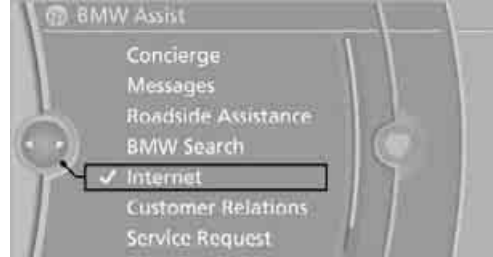 BMW Assist
Concierge
Messages
Roadside Assistance
BMW Search
Internet
Customer Relations
Service Request